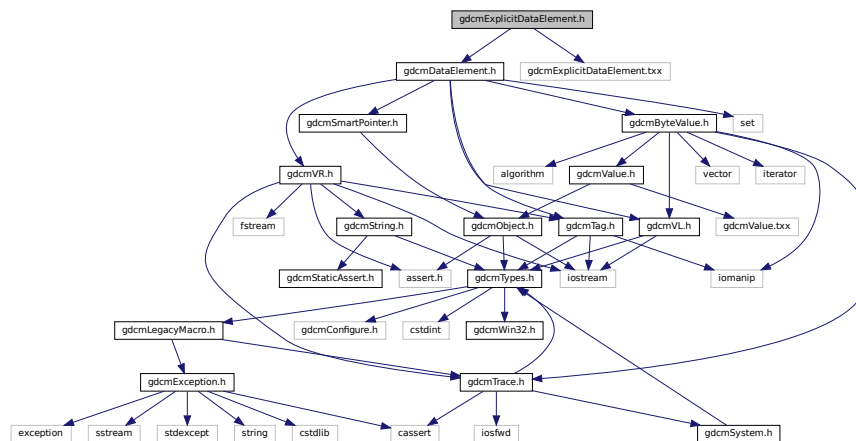 gdcmExplicitDataElement.h
gdcmDataElement.h
gdcmExplicitDataElement.txx
gdcmSmartPointer.h
gdcmByteValue.h
set
gdcmVR.h
algorithm
gdcmValue.h
vector
iterator
fstream
gdcmString.h
gdcmObject.h
gdcmTag.h
gdcmVL.h
gdcmValue.txx
gdcmStaticAssert.h
assert.h
gdcmTypes.h
iostream
iomanip
gdcmLegacyMacro.h
gdcmConfigure.h
cstdint
gdcmWin32.h
gdcmException.h
gdcmTrace.h
exception
sstream
stdexcept
string
cstdlib
cassert
iosfwd
gdcmSystem.h